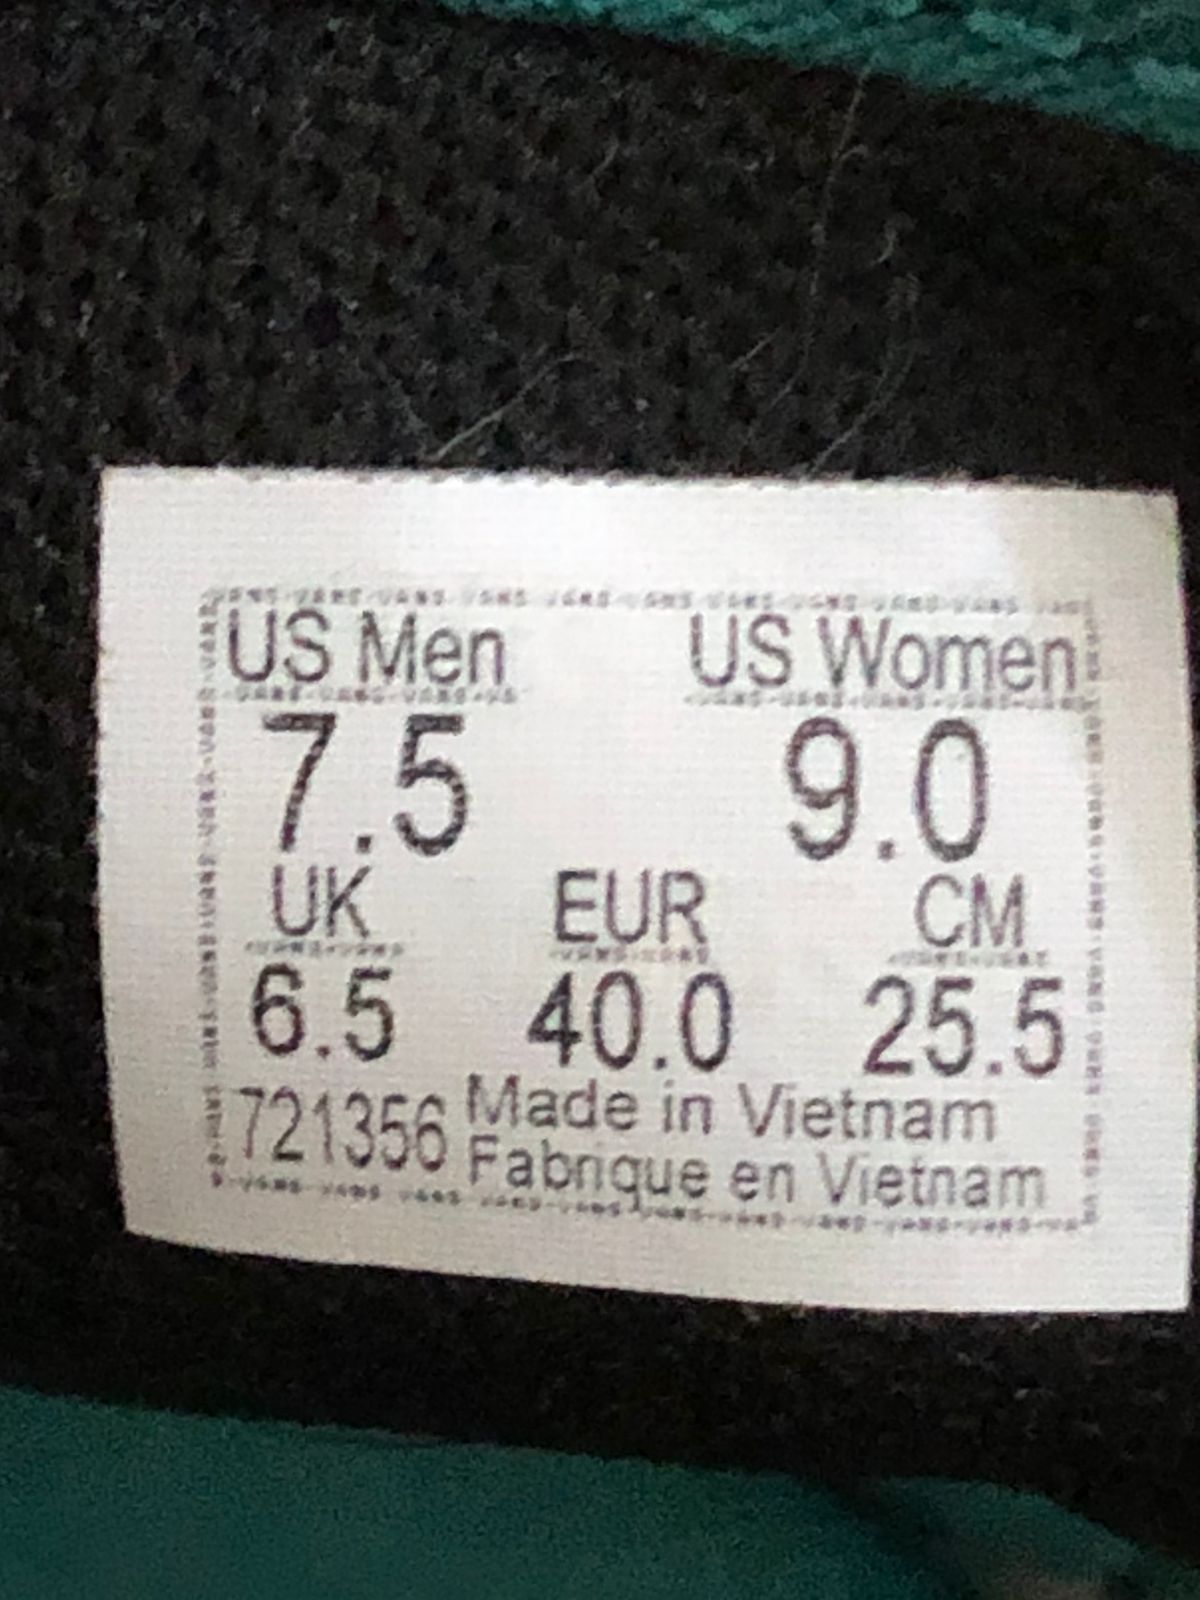 US Men US Women
7.5 9.0
UK EUR CM
6.5 40.0 25.5
721356 Made in Vietnam
Fabrique en Vietnam